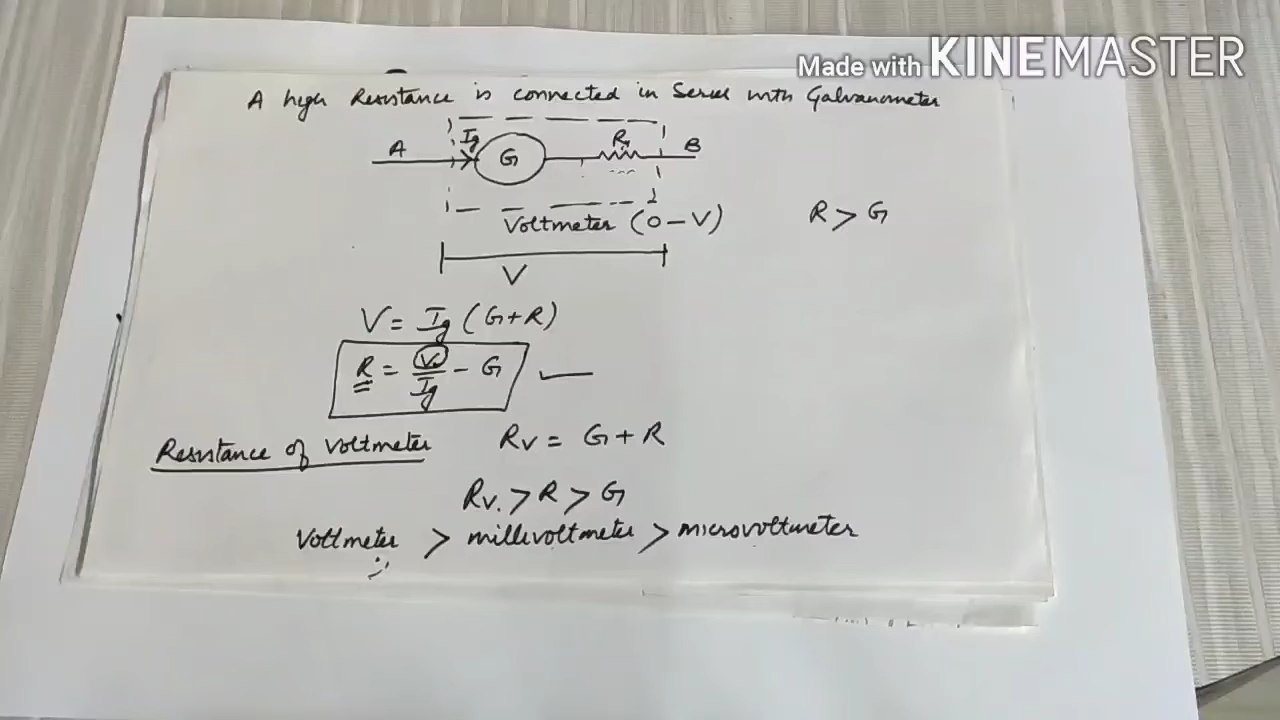 Made with KINEMASTER
A high Resistance is connected in Series with Galvanometer
A Ig G R B
Voltmeter (0 - V)
R > G
V
V = Ig (G+R)
R = V/Ig - G
Resistance of Voltmeter Rv = G + R
Rv. > R > G
Voltmeter > millivoltmeter > microvoltmeter